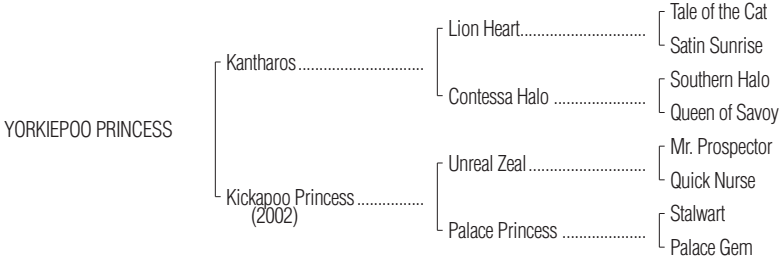 Tale of the Cat
Lion Heart..............................
Satin Sunrise
Kantharos..............................
Southern Halo
Contessa Halo ......................
Queen of Savoy
YORKIEPOO PRINCESS
Mr. Prospector
Unreal Zeal............................
Quick Nurse
Kickapoo Princess................
(2002)
Stalwart
Palace Princess ....................
Palace Gem